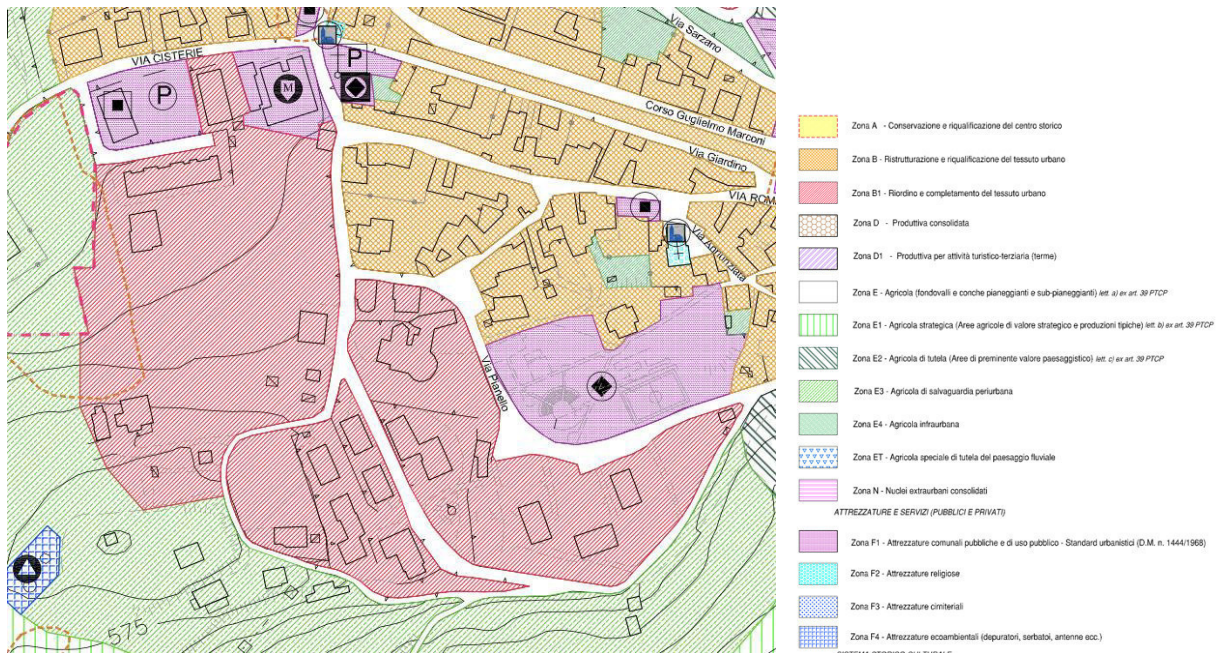 Via Sarzano
VIA CISTERIE
P
P
M
Corso Guglielmo Marconi
Via Giardino
VIA ROM
Via Annunziata
Via Pianello
575
Zona A - Conservazione e riqualificazione del centro storico
Zona B - Ristrutturazione e riqualificazione del tessuto urbano
Zona B1 - Riordino e completamento del tessuto urbano
Zona D - Produttiva consolidata
Zona D1 - Produttiva per attività turistico-terziaria (terme)
Zona E - Agricola (fondovalli e conche pianeggianti e sub-pianeggianti) lett. a) ex art. 39 PTCP
Zona E1 - Agricola strategica (Aree agricole di valore strategico e produzioni tipiche) lett. b) ex art. 39 PTCP
Zona E2 - Agricola di tutela (Aree di preminente valore paesaggistico) lett. c) ex art. 39 PTCP
Zona E3 - Agricola di salvaguardia periurbana
Zona E4 - Agricola infraurbana
Zona ET - Agricola speciale di tutela del paesaggio fluviale
Zona N - Nuclei extraurbani consolidati
ATTREZZATURE E SERVIZI (PUBBLICI E PRIVATI)
Zona F1 - Attrezzature comunali pubbliche e di uso pubblico - Standard urbanistici (D.M. n. 1444/1968)
Zona F2 - Attrezzature religiose
Zona F3 - Attrezzature cimiteriali
Zona F4 - Attrezzature ecoambientali (depuratori, serbatoi, antenne ecc.)